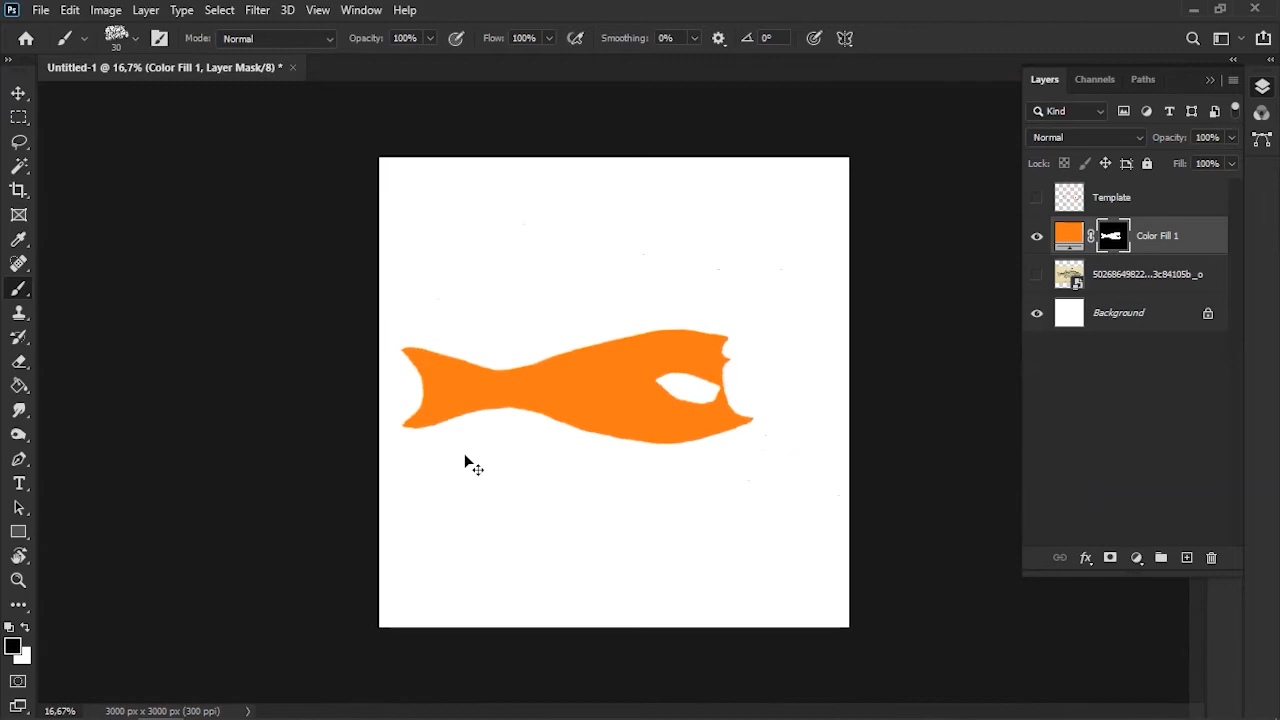 Ps File Edit Image Layer Type Select Filter 3D View Window Help
30 Mode: Normal Opacity: 100% Flow: 100% Smoothing: 0% 0°
Untitled-1 @ 16,7% (Color Fill 1, Layer Mask/8) *
Layers Channels Paths
Kind
Normal Opacity: 100%
Lock: Fill: 100%
Template
Color Fill 1
50268649822...3c84105b_o
Background
fx
16,67% 3000 px x 3000 px (300 ppi)